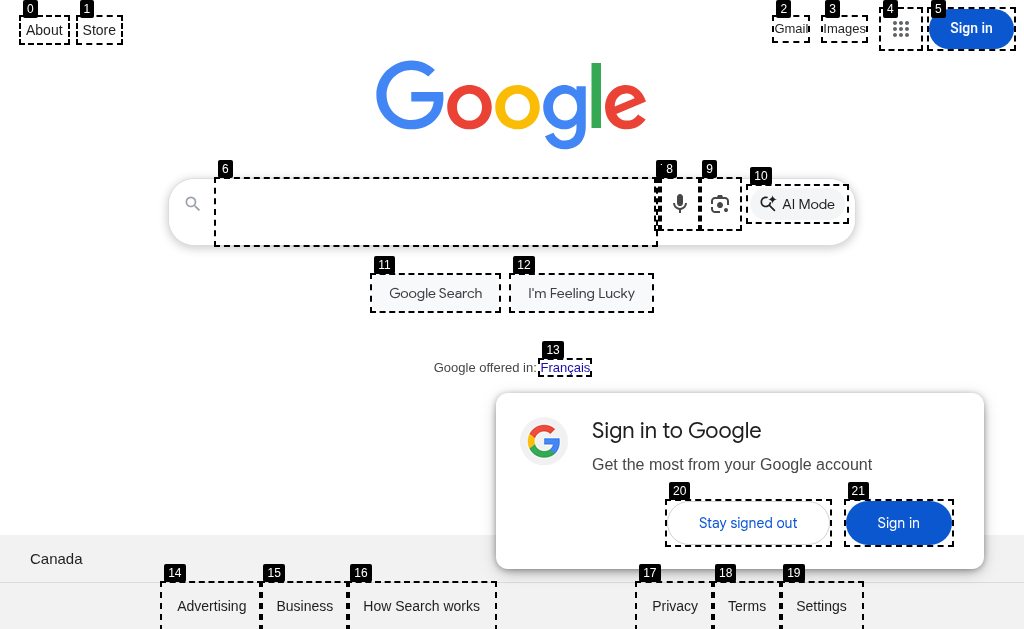 0 1 2 3 4 5
About Store Gmail Images Sign in
Google
6 8 9 10
AI Mode
11 12
Google Search I'm Feeling Lucky
13
Google offered in: Français
Sign in to Google
Get the most from your Google account
20 21
Stay signed out Sign in
Canada
14 15 16 17 18 19
Advertising Business How Search works Privacy Terms Settings